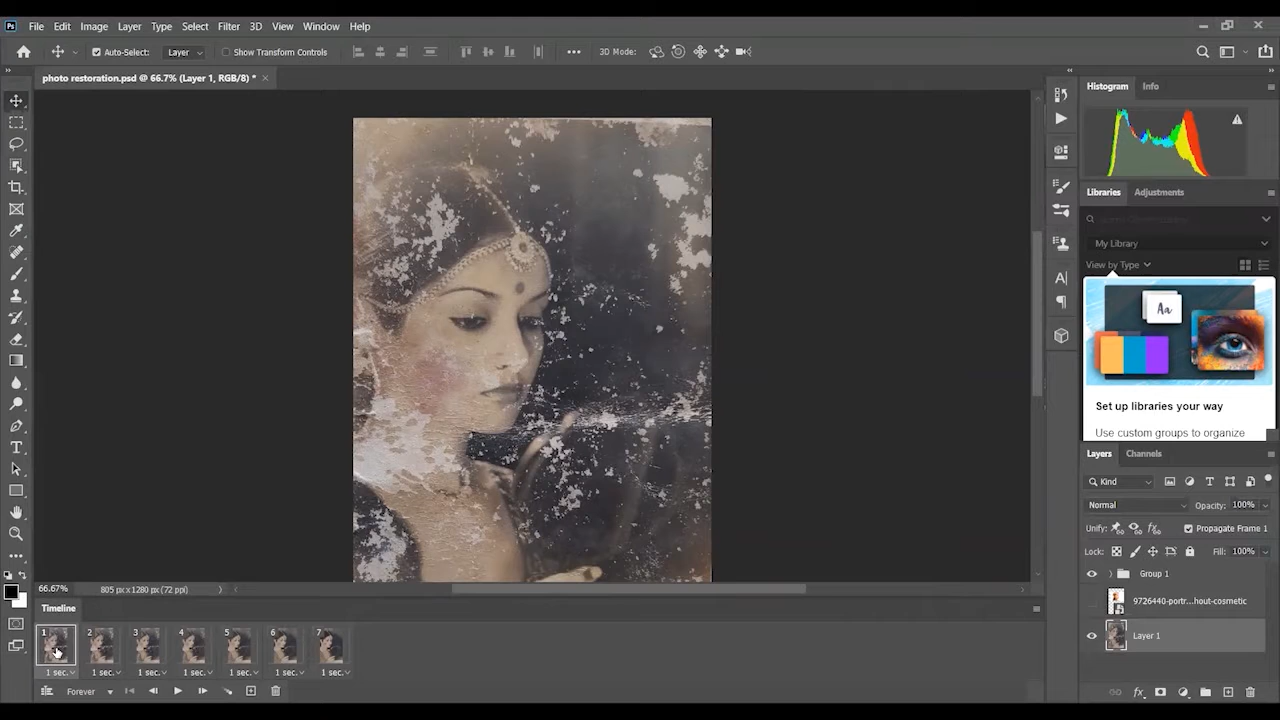 Ps File Edit Image Layer Type Select Filter 3D View Window Help
Auto-Select: Layer Show Transform Controls 3D Mode:
photo restoration.psd @ 66.7% (Layer 1, RGB/8) *
Histogram Info
Libraries Adjustments
My Library
View by Type
Aa
Set up libraries your way
Use custom groups to organize
Layers Channels
Kind
Normal Opacity: 100%
Unify: Propagate Frame 1
Lock: Fill: 100%
Group 1
9726440-portr...hout-cosmetic
Layer 1
66.67% 805 px x 1280 px (72 ppi)
Timeline
1 2 3 4 5 6 7
1 sec. 1 sec. 1 sec. 1 sec. 1 sec. 1 sec. 1 sec.
Forever